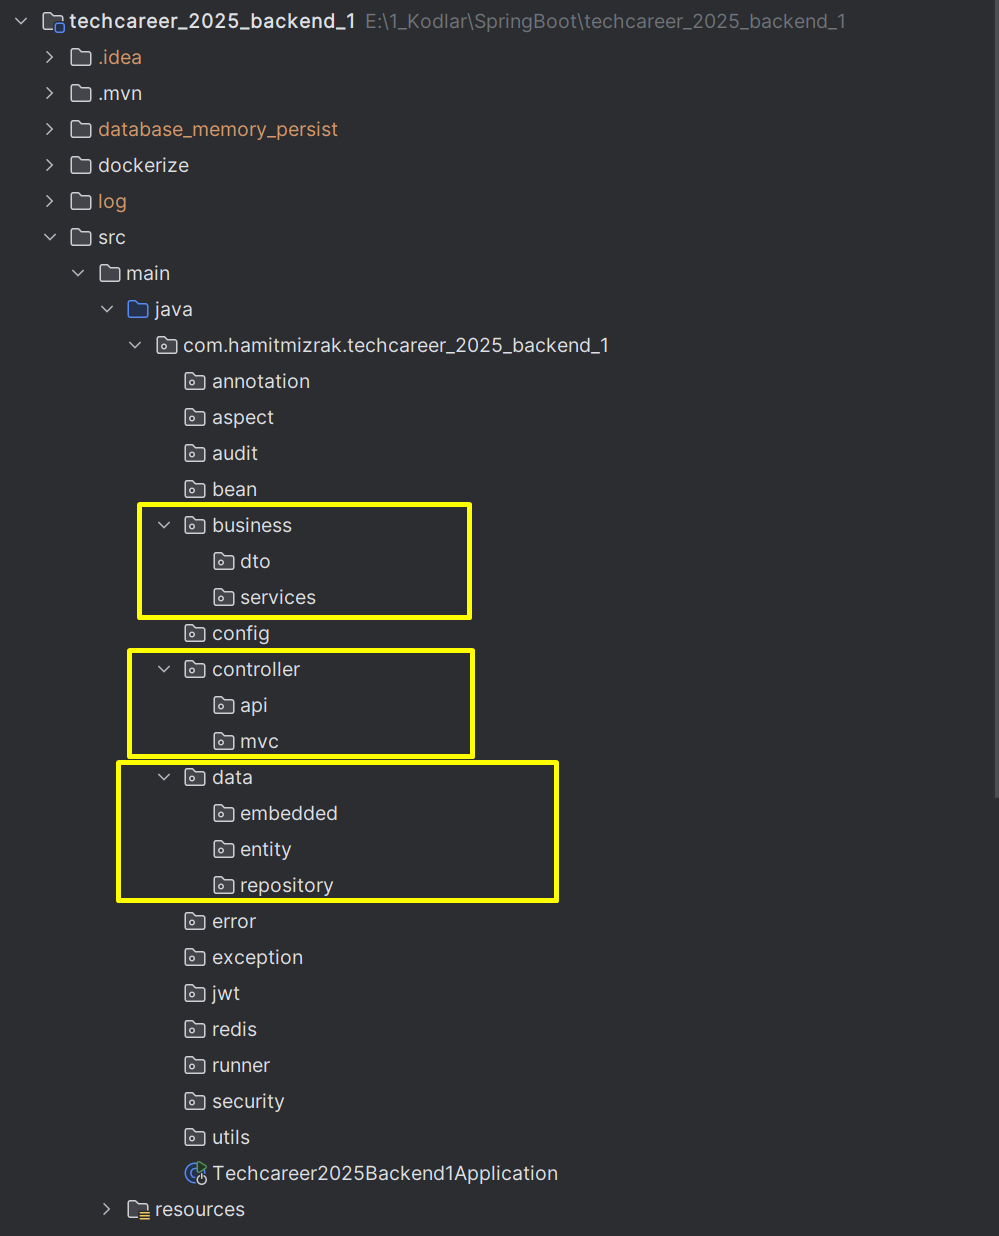 techcareer_2025_backend_1 E:\1_Kodlar\SpringBoot\techcareer_2025_backend_1
.idea
.mvn
database_memory_persist
dockerize
log
src
main
java
com.hamitmizrak.techcareer_2025_backend_1
annotation
aspect
audit
bean
business
dto
services
config
controller
api
mvc
data
embedded
entity
repository
error
exception
jwt
redis
runner
security
utils
Techcareer2025Backend1Application
resources